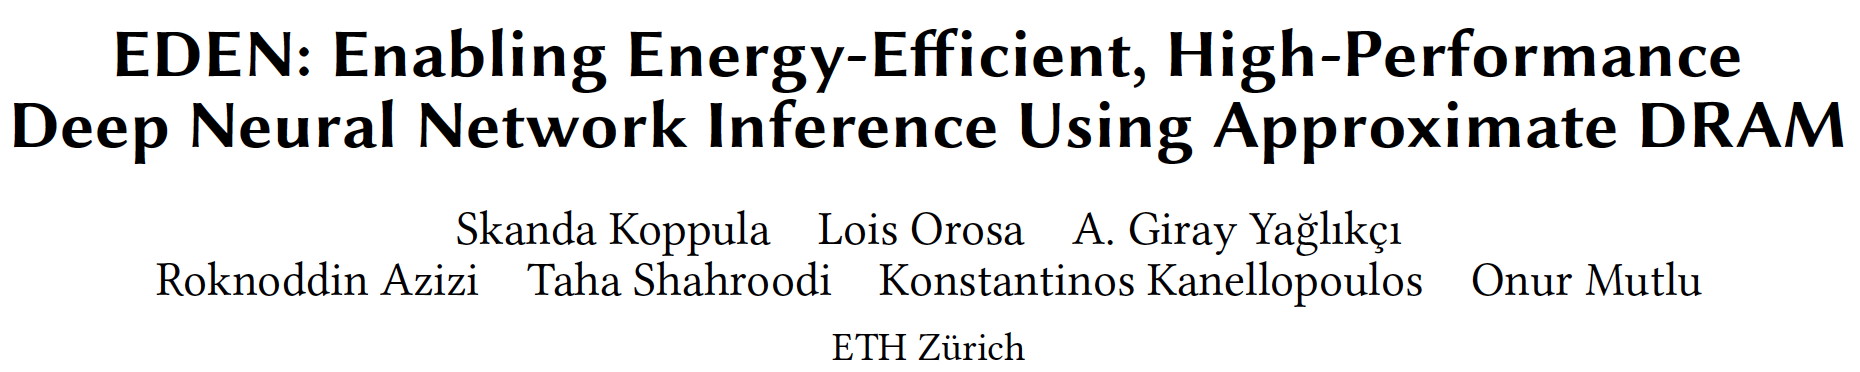 EDEN: Enabling Energy-Efficient, High-Performance
Deep Neural Network Inference Using Approximate DRAM
Skanda Koppula Lois Orosa A. Giray Yağlıkçı
Roknoddin Azizi Taha Shahroodi Konstantinos Kanellopoulos Onur Mutlu
ETH Zürich